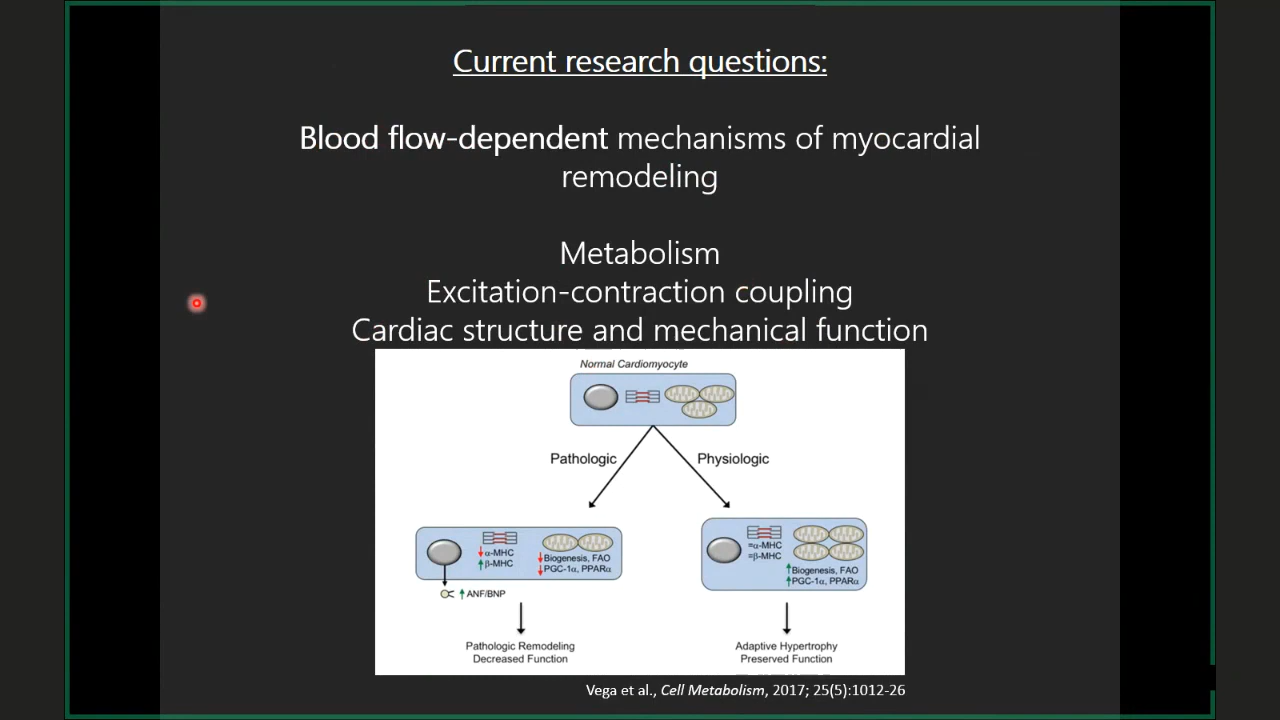 Current research questions:
Blood flow-dependent mechanisms of myocardial
remodeling
Metabolism
Excitation-contraction coupling
Cardiac structure and mechanical function
Normal Cardiomyocyte
Pathologic
Physiologic
α-MHC
β-MHC
Biogenesis, FAO
PGC-1α, PPARα
ANF/BNP
=α-MHC
=β-MHC
Biogenesis, FAO
PGC-1α, PPARα
Pathologic Remodeling
Decreased Function
Adaptive Hypertrophy
Preserved Function
Vega et al., Cell Metabolism, 2017; 25(5):1012-26